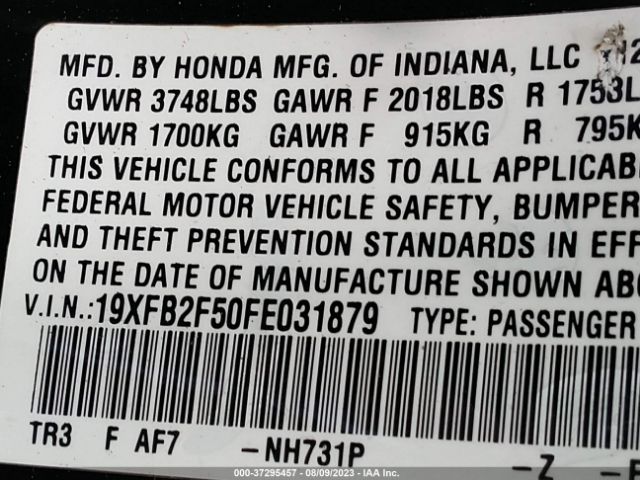 MFD. BY HONDA MFG. OF INDIANA, LLC
GVWR 3748LBS GAWR F 2018LBS R 1753L
GVWR 1700KG GAWR F 915KG R 795K
THIS VEHICLE CONFORMS TO ALL APPLICABL
FEDERAL MOTOR VEHICLE SAFETY, BUMPER
AND THEFT PREVENTION STANDARDS IN EFF
ON THE DATE OF MANUFACTURE SHOWN ABO
V.I.N.:19XFB2F50FE031879 TYPE: PASSENGER
TR3 F AF7 -NH731P -Z
000-37295457 - 08/09/2023 - IAA Inc.